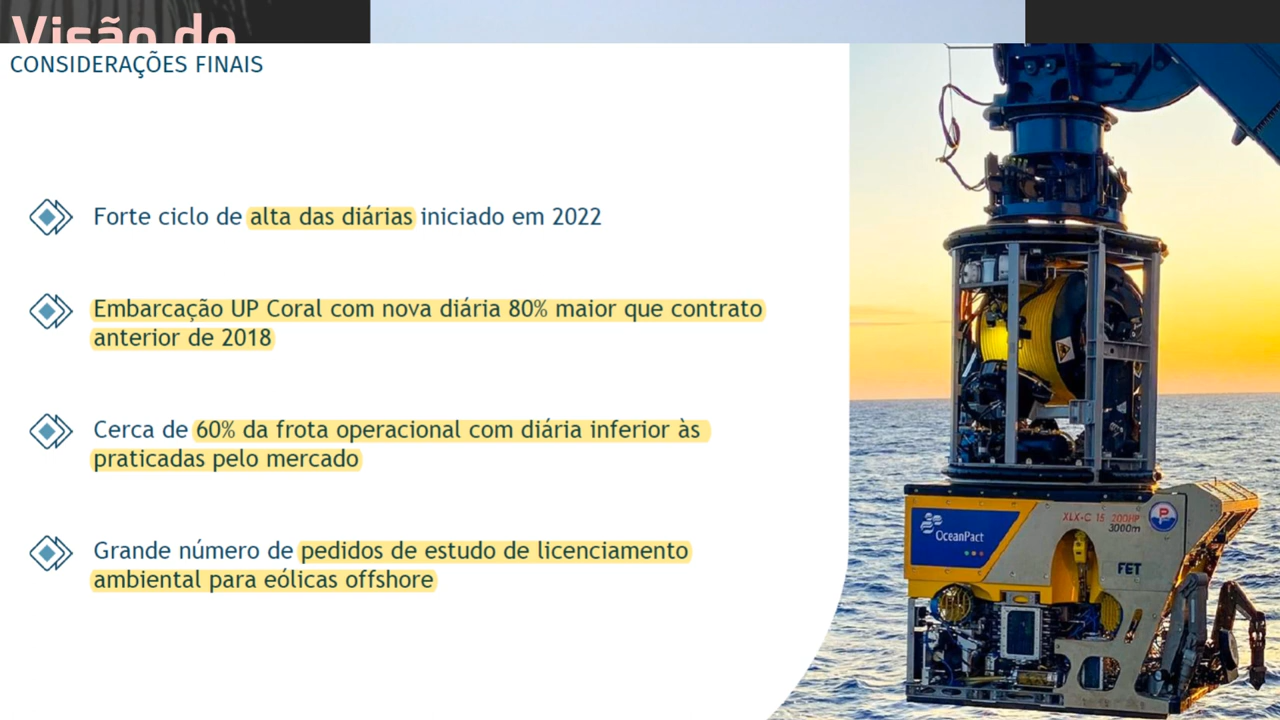 Visão do
CONSIDERAÇÕES FINAIS
Forte ciclo de alta das diárias iniciado em 2022
Embarcação UP Coral com nova diária 80% maior que contrato
anterior de 2018
Cerca de 60% da frota operacional com diária inferior às
praticadas pelo mercado
Grande número de pedidos de estudo de licenciamento
ambiental para eólicas offshore
XLX-C 15 200HP
3000m
P
OceanPact
FET